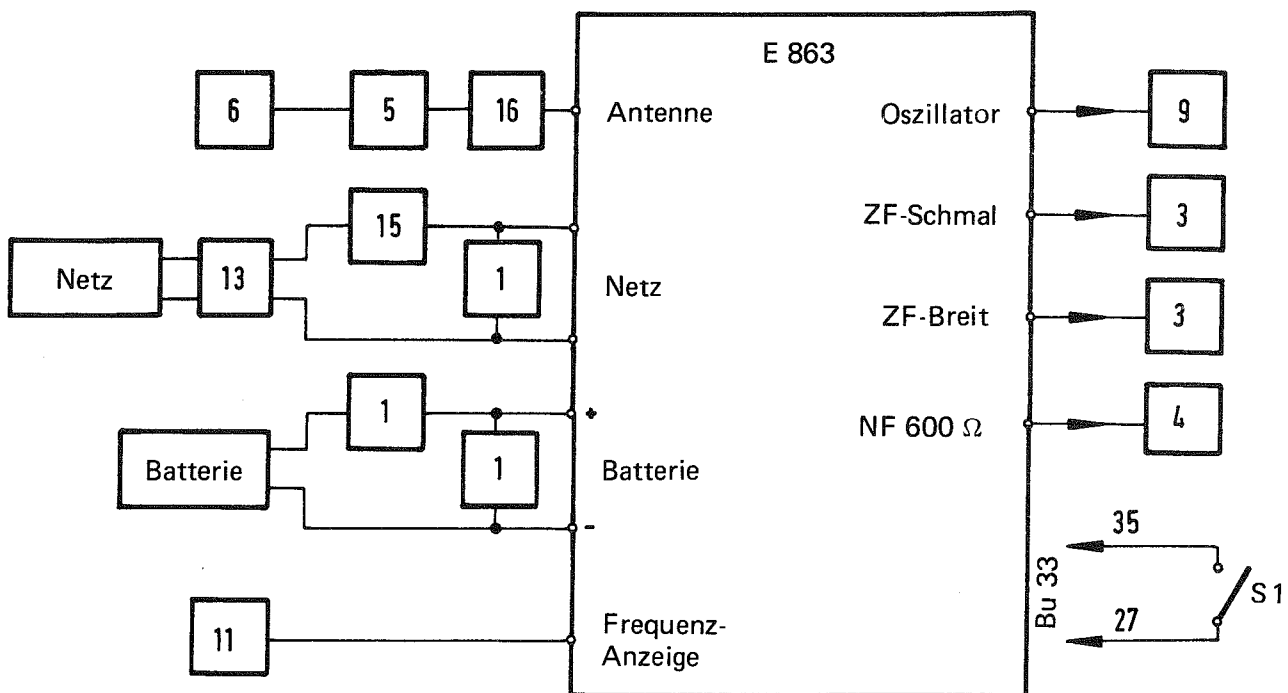 E 863
6
5
16
Antenne
Oszillator
9
15
ZF-Schmal
3
Netz
13
1
Netz
ZF-Breit
3
1
+
NF 600 Ω
4
Batterie
1
Batterie
-
35
Bu 33
S 1
27
11
Frequenz-
Anzeige